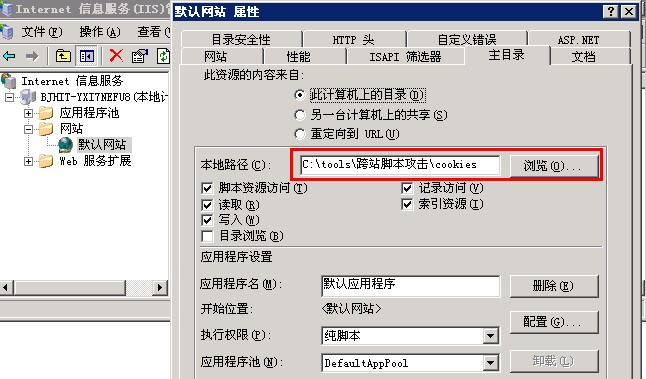 Internet 信息服务(IIS)管
文件(F)  操作(A)
Internet 信息服务
BJHIT-YXI7NEFU8(本地计
应用程序池
网站
默认网站
Web 服务扩展
默认网站 属性
目录安全性 HTTP 头 自定义错误 ASP.NET
网站 性能 ISAPI 筛选器 主目录 文档
此资源的内容来自:
此计算机上的目录(D)
另一台计算机上的共享(S)
重定向到 URL(U)
本地路径(C): C:\tools\跨站脚本攻击\cookies 浏览(O)...
脚本资源访问(T) 记录访问(V)
读取(R) 索引资源(I)
写入(W)
目录浏览(B)
应用程序设置
应用程序名(M): 默认应用程序 删除(E)
开始位置: <默认网站>
配置(G)...
执行权限(P): 纯脚本
应用程序池(N): DefaultAppPool 卸载(L)